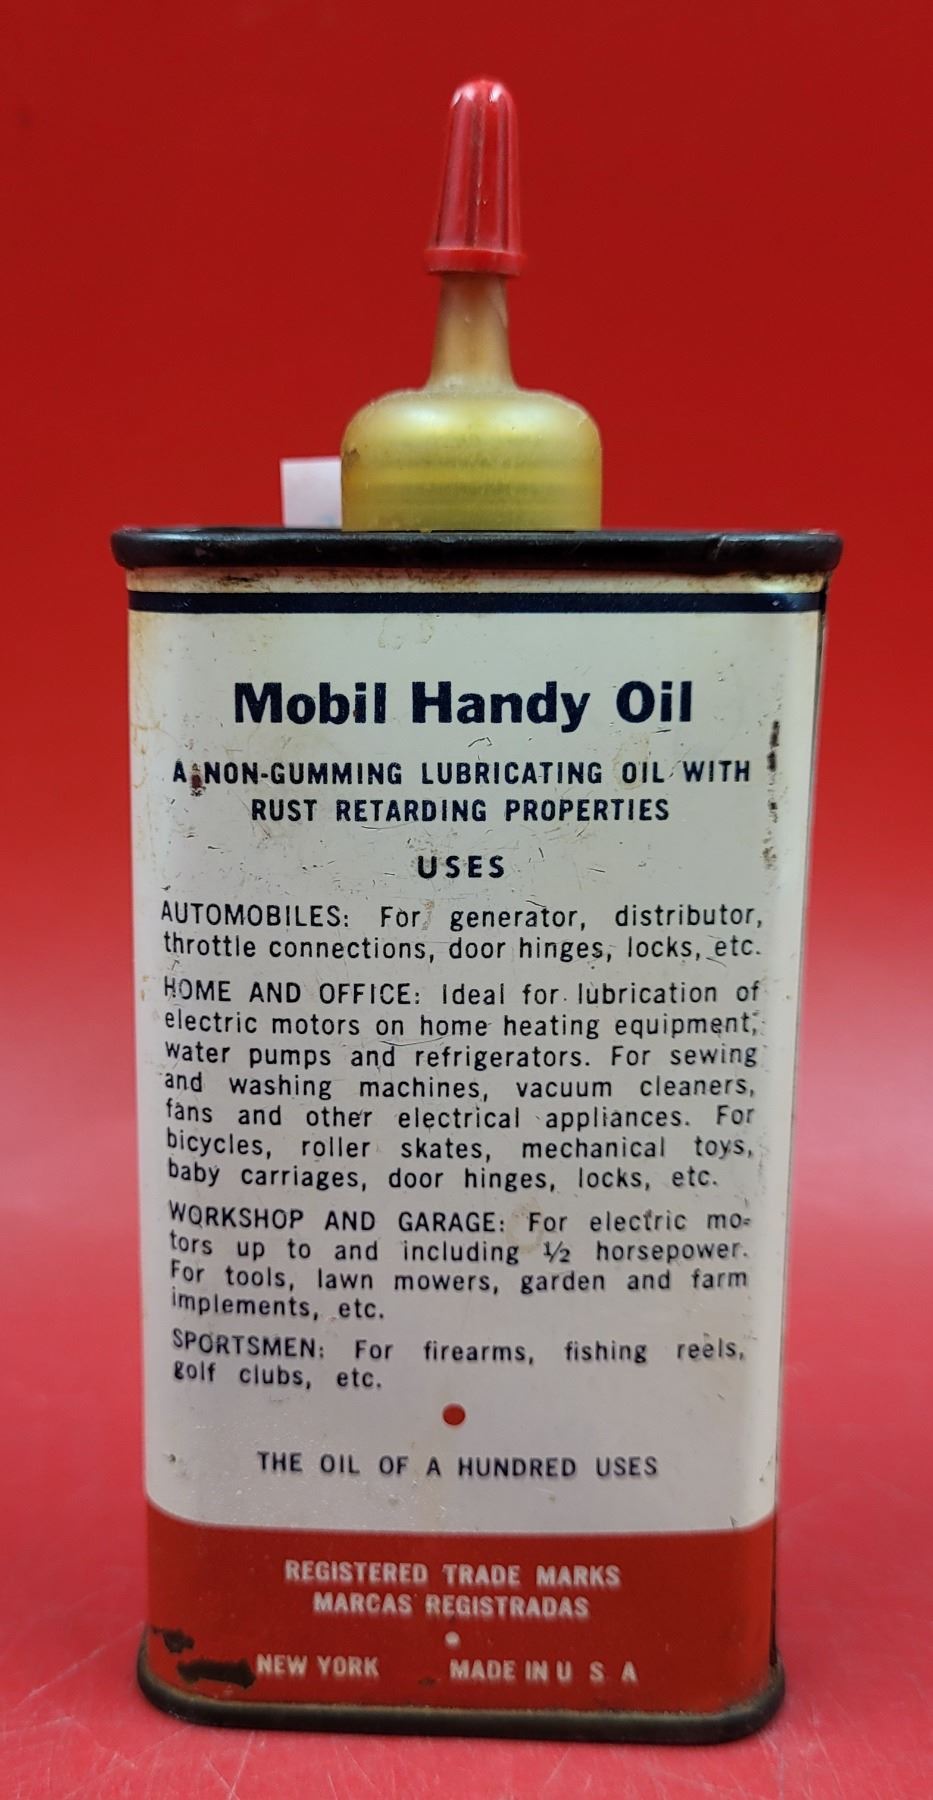 Mobil Handy Oil
A NON-GUMMING LUBRICATING OIL WITH
RUST RETARDING PROPERTIES
USES
AUTOMOBILES: For generator, distributor,
throttle connections, door hinges, locks, etc.
HOME AND OFFICE: Ideal for lubrication of
electric motors on home heating equipment,
water pumps and refrigerators. For sewing
and washing machines, vacuum cleaners,
fans and other electrical appliances. For
bicycles, roller skates, mechanical toys,
baby carriages, door hinges, locks, etc.
WORKSHOP AND GARAGE: For electric mo-
tors up to and including ½ horsepower.
For tools, lawn mowers, garden and farm
implements, etc.
SPORTSMEN: For firearms, fishing reels,
golf clubs, etc.
THE OIL OF A HUNDRED USES
REGISTERED TRADE MARKS
MARCAS REGISTRADAS
NEW YORK MADE IN U S A